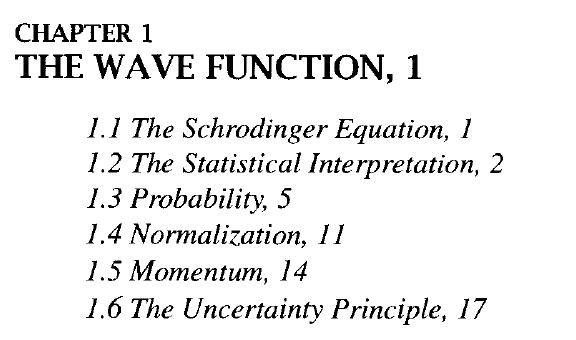 CHAPTER 1
THE WAVE FUNCTION, 1
1.1 The Schrodinger Equation, 1
1.2 The Statistical Interpretation, 2
1.3 Probability, 5
1.4 Normalization, 11
1.5 Momentum, 14
1.6 The Uncertainty Principle, 17